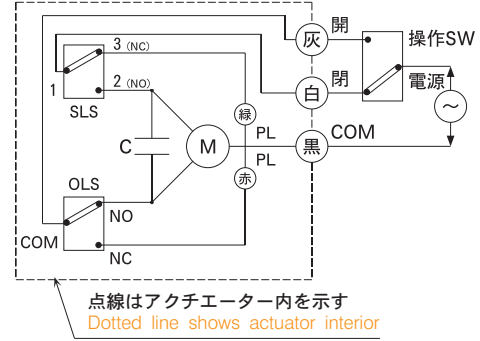 灰 開 操作SW
3 (NC)
白 閉 電源
1 2 (NO)
SLS
緑
C M PL 黒 COM
PL
赤
OLS
NO
COM
NC
点線はアクチエーター内を示す
Dotted line shows actuator interior